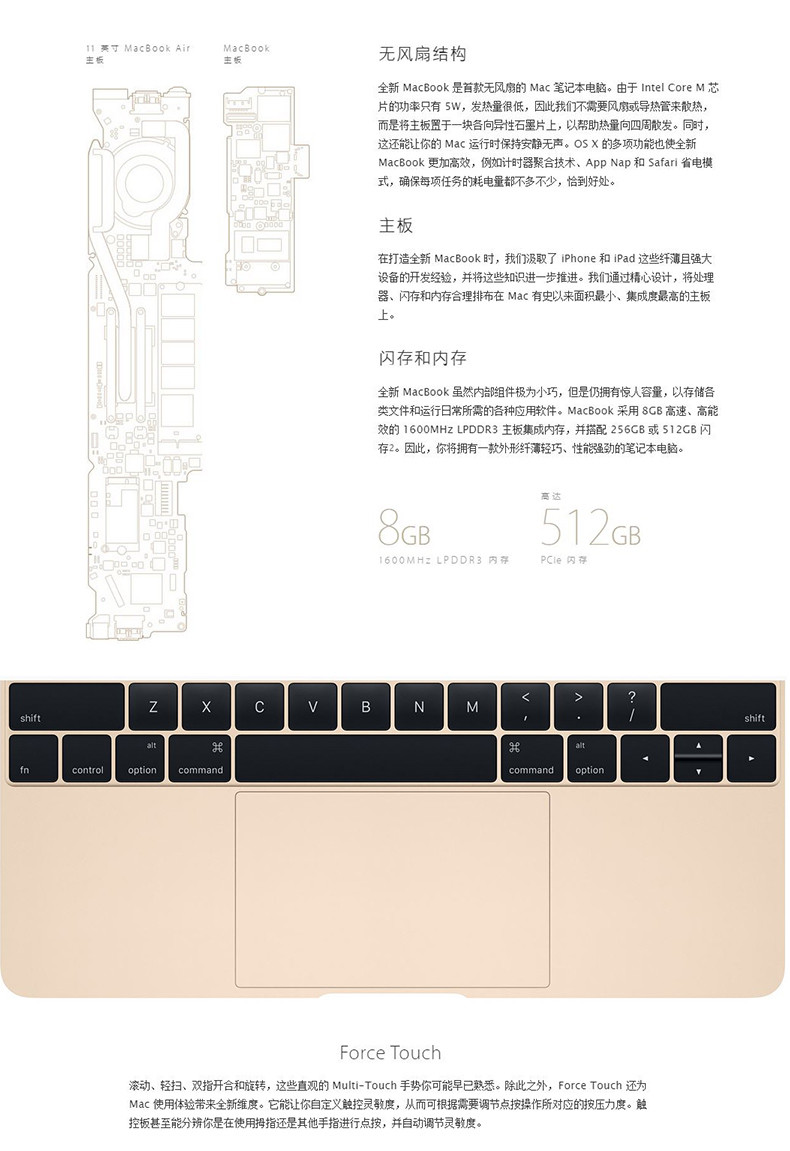 11 英寸 MacBook Air
主板
MacBook
主板
无风扇结构
全新 MacBook 是首款无风扇的 Mac 笔记本电脑。由于 Intel Core M 芯
片的功率只有 5W，发热量很低，因此我们不需要风扇或导热管来散热，
而是将主板置于一块各向异性石墨片上，以帮助热量向四周散发。同时，
这还能让你的 Mac 运行时保持安静无声。OS X 的多项功能也使全新
MacBook 更加高效，例如计时器聚合技术、App Nap 和 Safari 省电模
式，确保每项任务的耗电量都不多不少，恰到好处。
主板
在打造全新 MacBook 时，我们汲取了 iPhone 和 iPad 这些纤薄且强大
设备的开发经验，并将这些知识进一步推进。我们通过精心设计，将处理
器、闪存和内存合理排布在 Mac 有史以来面积最小、集成度最高的主板
上。
闪存和内存
全新 MacBook 虽然内部组件极为小巧，但是仍拥有惊人容量，以存储各
类文件和运行日常所需的各种应用软件。MacBook 采用 8GB 高速、高能
效的 1600MHz LPDDR3 主板集成内存，并搭配 256GB 或 512GB 闪
存2。因此，你将拥有一款外形纤薄轻巧、性能强劲的笔记本电脑。
8GB
1600MHz LPDDR3 内存
高达
512GB
PCIe 闪存
shift Z X C V B N M < , > . ? / shift
fn control alt option ⌘ command ⌘ command alt option ◀ ▲ ▼ ▶
Force Touch
滚动、轻扫、双指开合和旋转，这些直观的 Multi-Touch 手势你可能早已熟悉。除此之外，Force Touch 还为
Mac 使用体验带来全新维度。它能让你自定义触控灵敏度，从而可根据需要调节点按操作所对应的按压力度。触
控板甚至能分辨你是在使用拇指还是其他手指进行点按，并自动调节灵敏度。